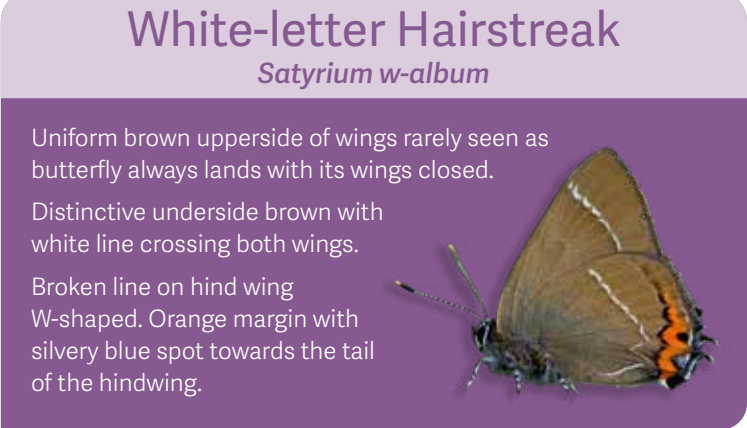 White-letter Hairstreak
Satyrium w-album
Uniform brown upperside of wings rarely seen as
butterfly always lands with its wings closed.
Distinctive underside brown with
white line crossing both wings.
Broken line on hind wing
W-shaped. Orange margin with
silvery blue spot towards the tail
of the hindwing.